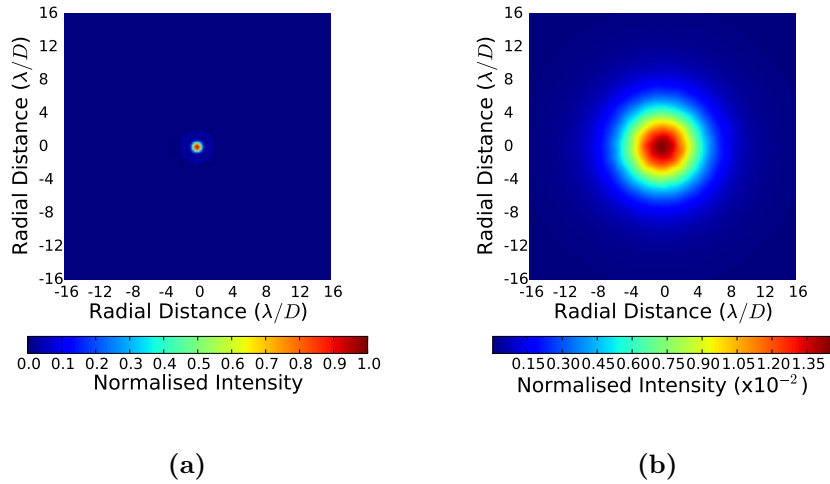 16
12
8
4
0
-4
-8
-12
-16
Radial Distance (λ/D)
-16 -12 -8 -4 0 4 8 12 16
Radial Distance (λ/D)
0.0 0.1 0.2 0.3 0.4 0.5 0.6 0.7 0.8 0.9 1.0
Normalised Intensity
(a)
16
12
8
4
0
-4
-8
-12
-16
Radial Distance (λ/D)
-16 -12 -8 -4 0 4 8 12 16
Radial Distance (λ/D)
0.15 0.30 0.45 0.60 0.75 0.90 1.05 1.20 1.35
Normalised Intensity (x10⁻²)
(b)